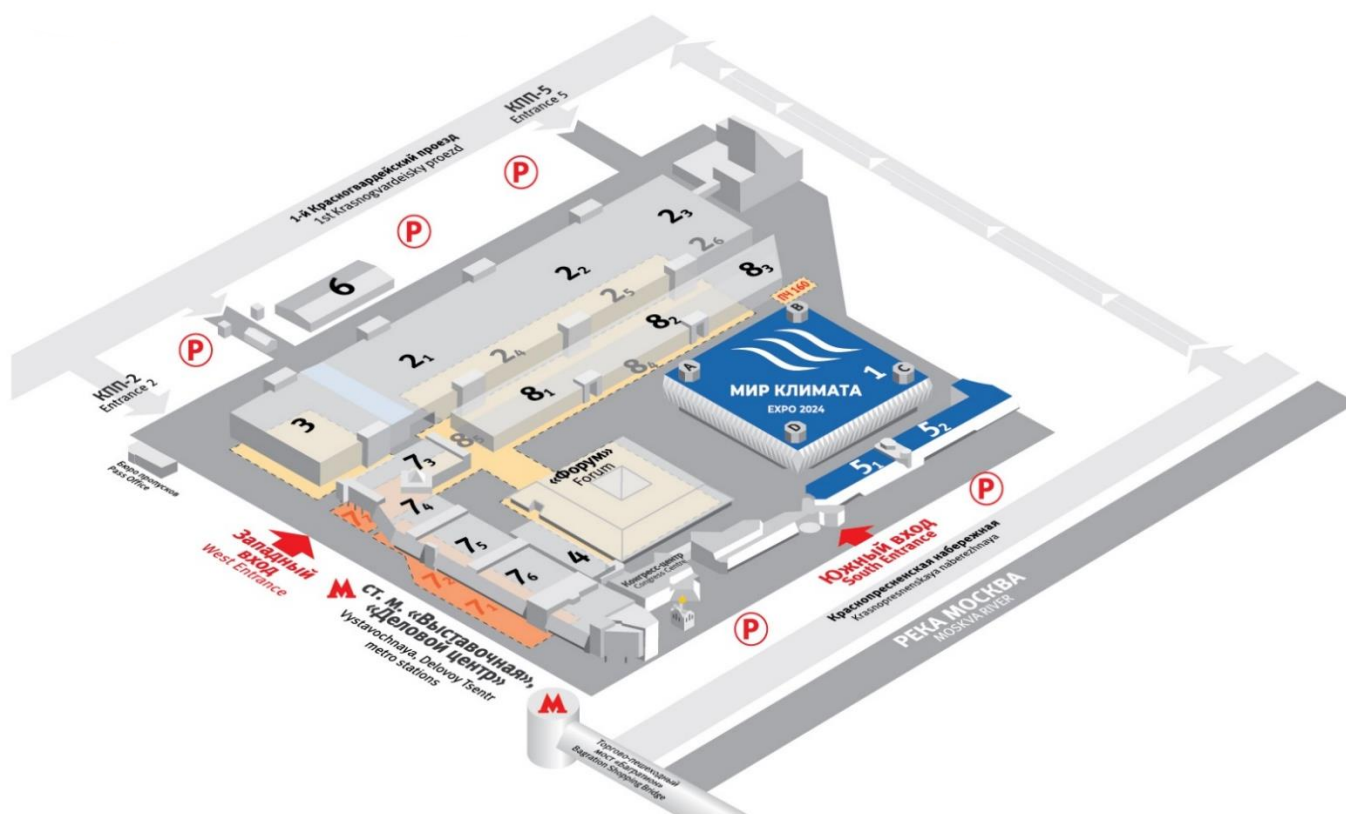 КПП-5
Entrance 5
1-й Красногвардейский проезд
1st Krasnogvardeisky proezd
P
P
P
КПП-2
Entrance 2
Бюро пропусков
Pass Office
6
2₃
2₆
2₂
2₅
2₁
2₄
8₃
8₂
8₄
8₁
8₅
3
ПЧ 160
B
A
C
D
1
МИР КЛИМАТА
EXPO 2024
5₂
5₁
7₃
7₄
7₅
7₆
7₂
7₁
4
«Форум»
Forum
Конгресс-центр
Congress Centre
Западный
вход
West Entrance
М
ст. м. «Выставочная»,
«Деловой центр»
Vystavochnaya, Delovoy Tsentr
metro stations
Южный вход
South Entrance
P
P
Краснопресненская набережная
Krasnopresnenskaya naberezhnaya
РЕКА МОСКВА
MOSKVA RIVER
М
Торгово-пешеходный
мост «Багратион»
Bagration Shopping Bridge